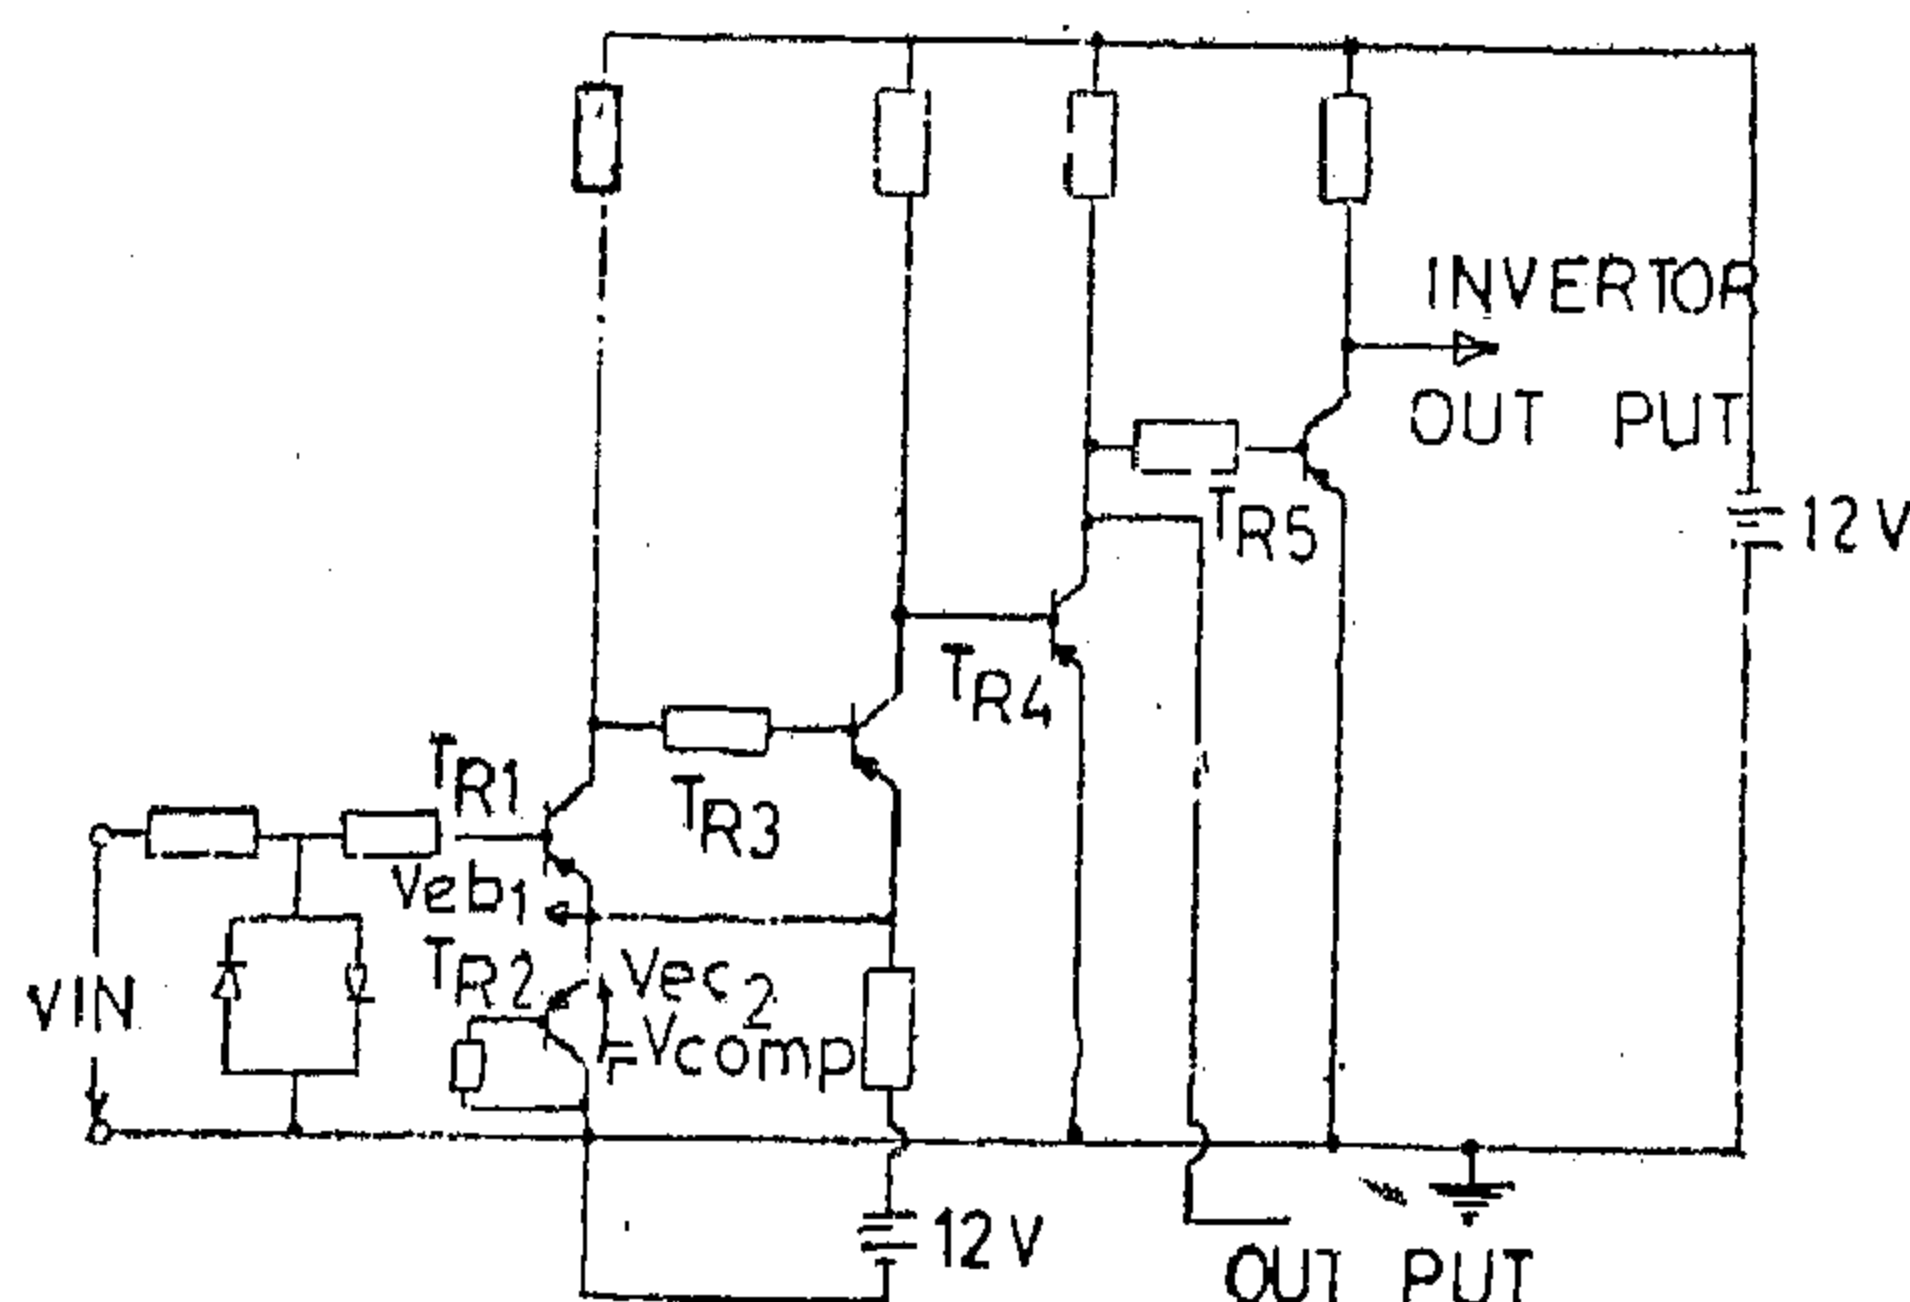 INVERTOR
OUT PUT
12V
TR5
TR4
TR1
TR3
Veb1
TR2
Vec2
=Vcomp
VIN
12V
OUT PUT